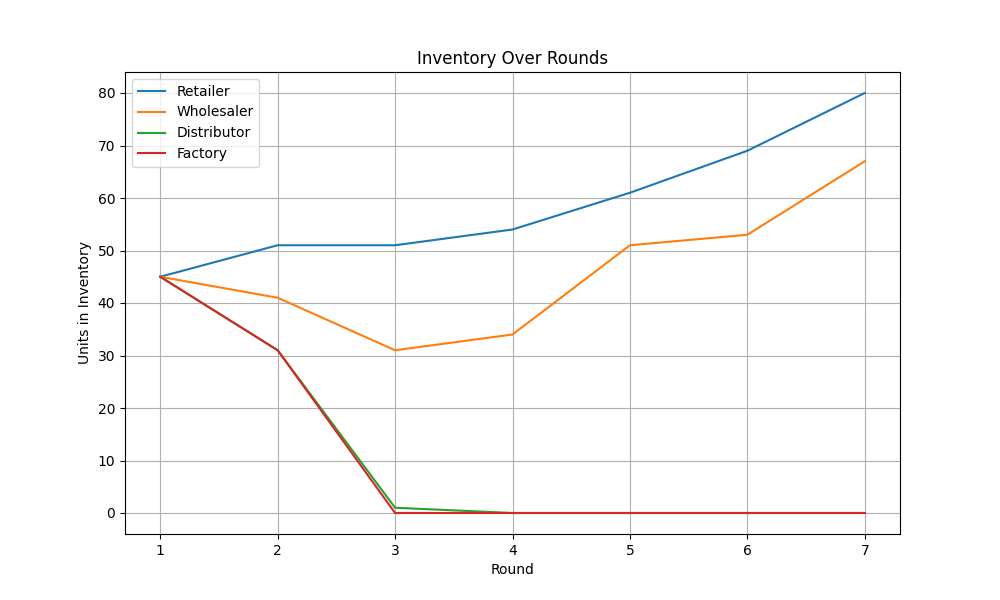 Inventory Over Rounds
Retailer
Wholesaler
Distributor
Factory
Units in Inventory
80
70
60
50
40
30
20
10
0
1 2 3 4 5 6 7
Round